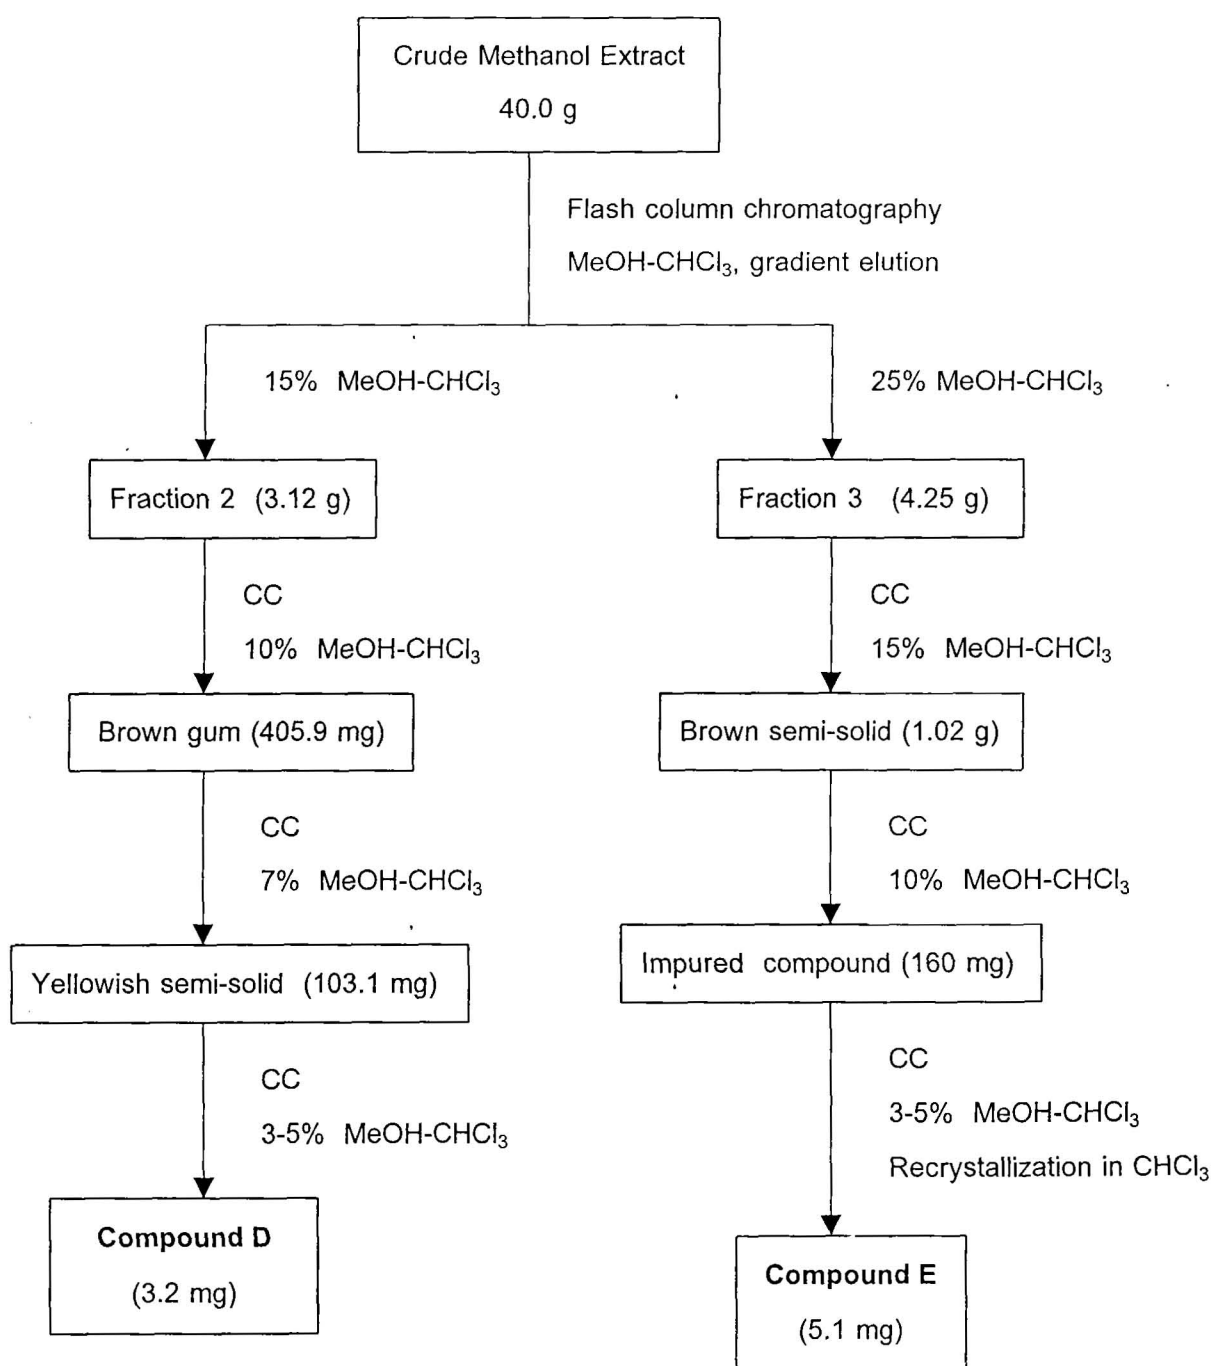 Crude Methanol Extract
40.0 g
Flash column chromatography
MeOH-CHCl₃, gradient elution
15% MeOH-CHCl₃
25% MeOH-CHCl₃
Fraction 2 (3.12 g)
Fraction 3 (4.25 g)
CC
10% MeOH-CHCl₃
CC
15% MeOH-CHCl₃
Brown gum (405.9 mg)
Brown semi-solid (1.02 g)
CC
7% MeOH-CHCl₃
CC
10% MeOH-CHCl₃
Yellowish semi-solid (103.1 mg)
Impured compound (160 mg)
CC
3-5% MeOH-CHCl₃
CC
3-5% MeOH-CHCl₃
Recrystallization in CHCl₃
Compound D
(3.2 mg)
Compound E
(5.1 mg)